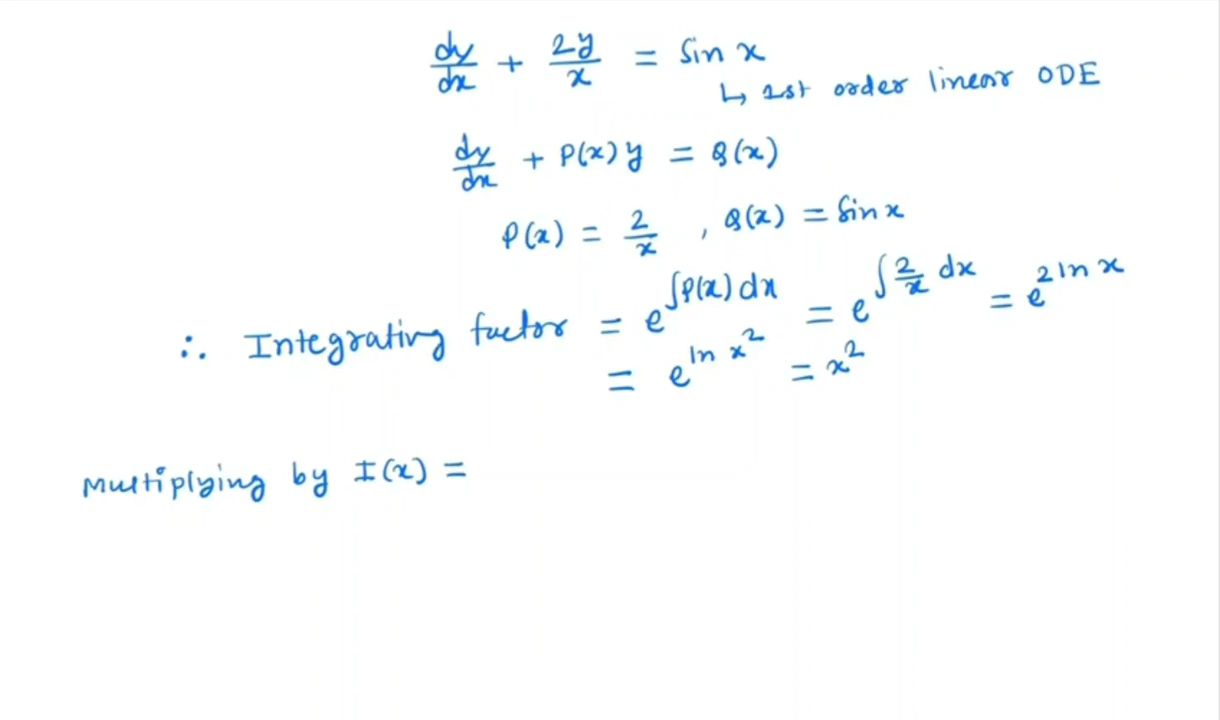 dy/dx + 2y/x = sin x
↳ 1st order linear ODE
dy/dx + P(x) y = Q(x)
P(x) = 2/x , Q(x) = sin x
∴ Integrating factor = e^∫P(x) dx = e^∫2/x dx = e^2 ln x
= e^ln x² = x²
Multiplying by I(x) =